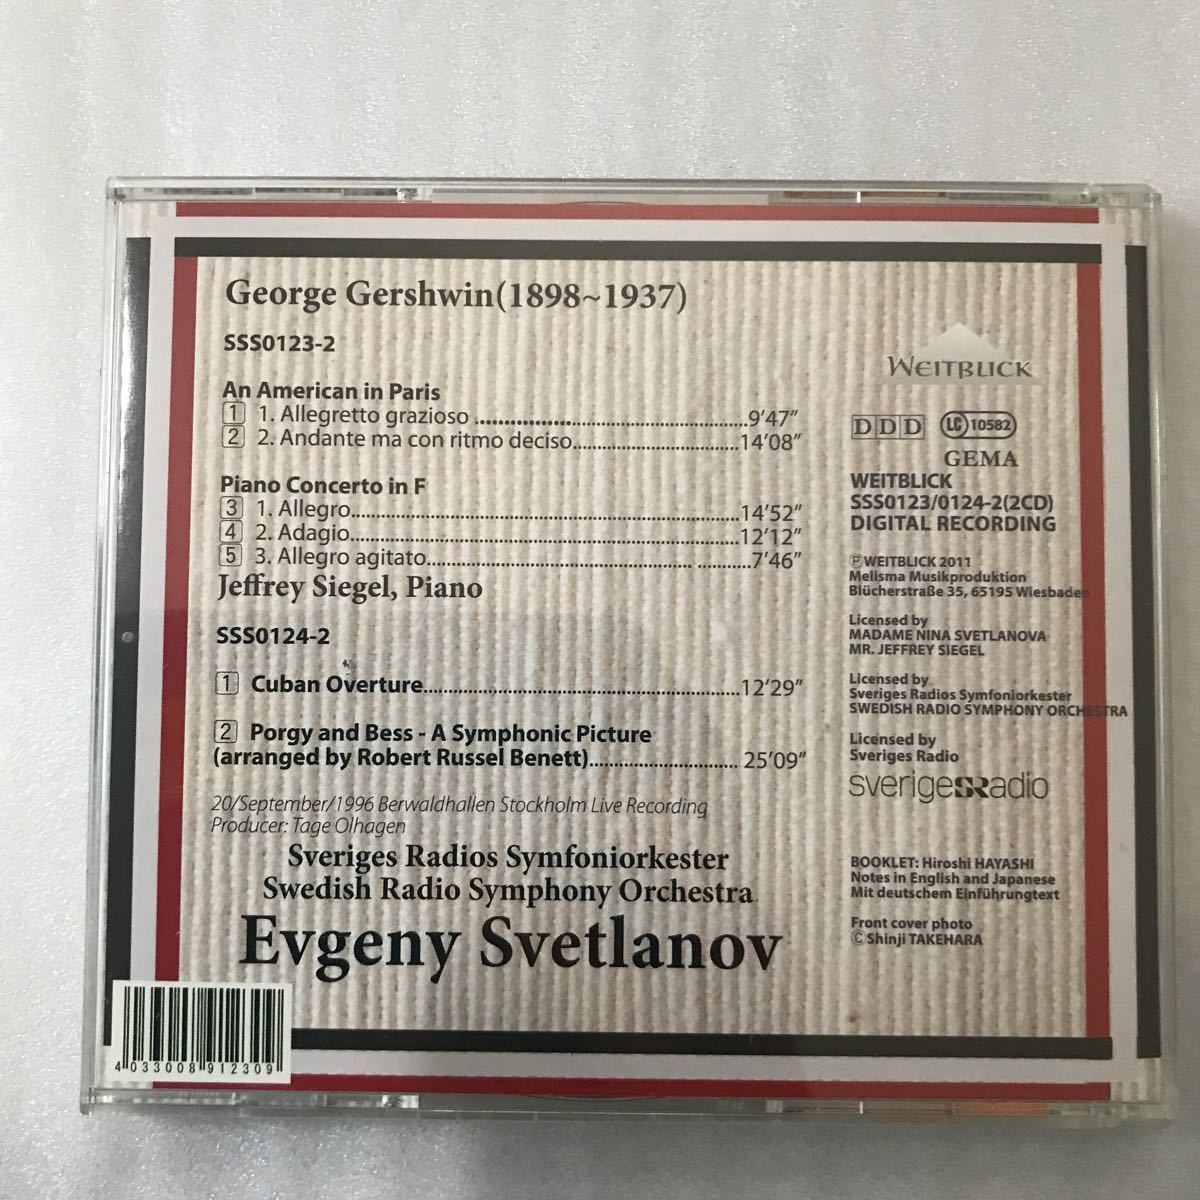 George Gershwin(1898~1937)
SSS0123-2
An American in Paris
1 1. Allegretto grazioso ........................................9'47"
2 2. Andante ma con ritmo deciso..........................14'08"
Piano Concerto in F
3 1. Allegro..........................................................14'52"
4 2. Adagio..........................................................12'12"
5 3. Allegro agitato........................................ ..........7'46"
Jeffrey Siegel, Piano
SSS0124-2
1 Cuban Overture................................................12'29"
2 Porgy and Bess - A Symphonic Picture
(arranged by Robert Russel Benett)....................... 25'09"
20/September/1996 Berwaldhallen Stockholm Live Recording
Producer: Tage Olhagen
Sveriges Radios Symfoniorkester
Swedish Radio Symphony Orchestra
Evgeny Svetlanov
4 033008 912309
WEITBLICK
DDD LC 10582
GEMA
WEITBLICK
SSS0123/0124-2(2CD)
DIGITAL RECORDING
ⓅWEITBLICK 2011
Melisma Musikproduktion
Blücherstraße 35, 65195 Wiesbaden
Licensed by
MADAME NINA SVETLANOVA
MR. JEFFREY SIEGEL
Licensed by
Sveriges Radios Symfoniorkester
SWEDISH RADIO SYMPHONY ORCHESTRA
Licensed by
Sveriges Radio
sverigesSRadio
BOOKLET: Hiroshi HAYASHI
Notes in English and Japanese
Mit deutschem Einführungtext
Front cover photo
ⒸShinji TAKEHARA